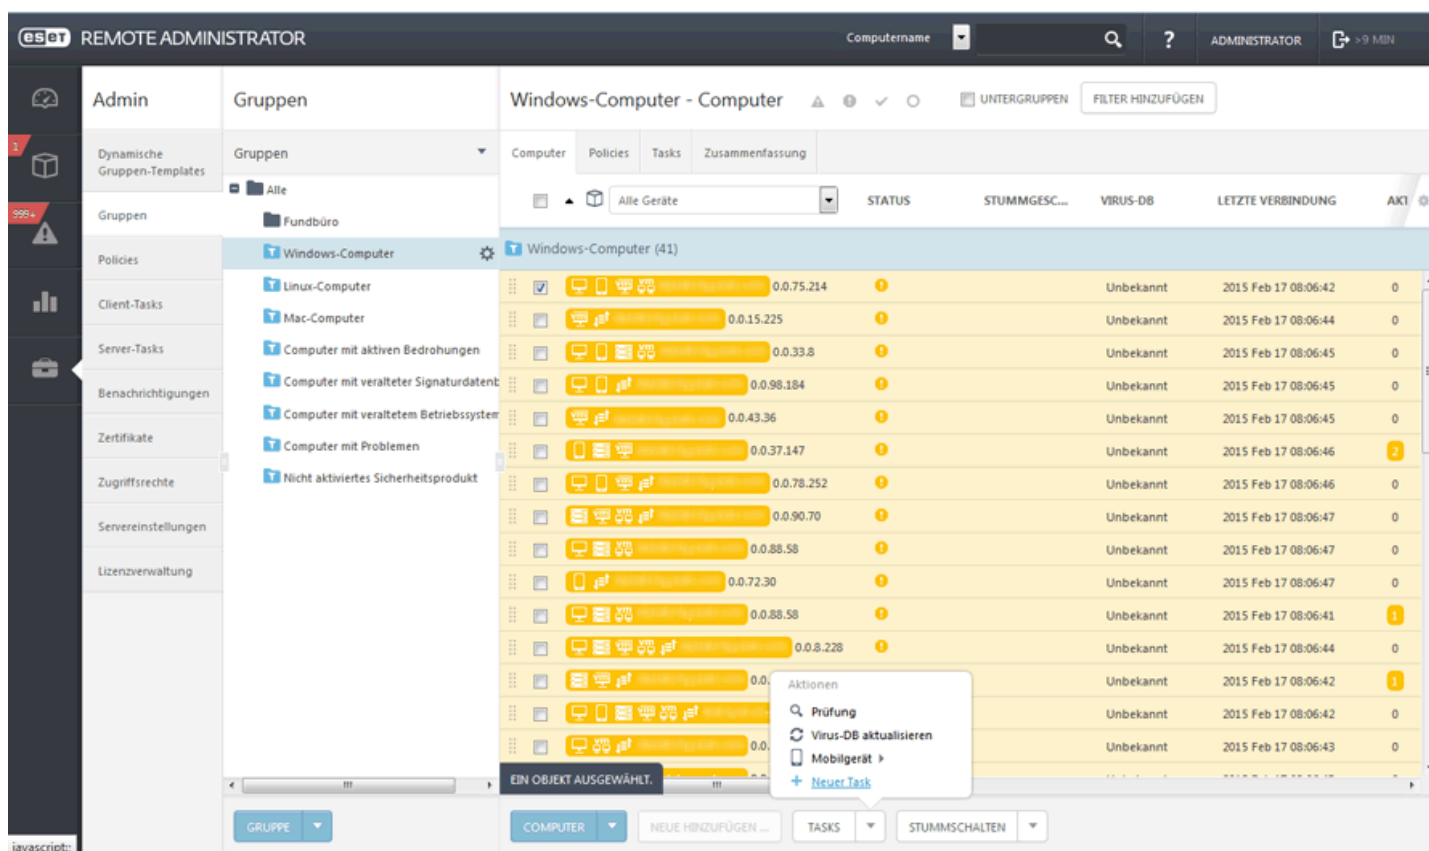 eset REMOTE ADMINISTRATOR
Computername
?
ADMINISTRATOR
>9 MIN
Admin
Gruppen
Windows-Computer - Computer
UNTERGRUPPEN
FILTER HINZUFÜGEN
1
999+
Dynamische
Gruppen-Templates
Gruppen
Policies
Client-Tasks
Server-Tasks
Benachrichtigungen
Zertifikate
Zugriffsrechte
Servereinstellungen
Lizenzverwaltung
Gruppen
Alle
Fundbüro
Windows-Computer
Linux-Computer
Mac-Computer
Computer mit aktiven Bedrohungen
Computer mit veralteter Signaturdatenb
Computer mit veraltetem Betriebssystem
Computer mit Problemen
Nicht aktiviertes Sicherheitsprodukt
Computer Policies Tasks Zusammenfassung
Alle Geräte STATUS STUMMGESC... VIRUS-DB LETZTE VERBINDUNG AKT
Windows-Computer (41)
0.0.75.214 Unbekannt 2015 Feb 17 08:06:42 0
0.0.15.225 Unbekannt 2015 Feb 17 08:06:44 0
0.0.33.8 Unbekannt 2015 Feb 17 08:06:45 0
0.0.98.184 Unbekannt 2015 Feb 17 08:06:45 0
0.0.43.36 Unbekannt 2015 Feb 17 08:06:45 0
0.0.37.147 Unbekannt 2015 Feb 17 08:06:46 2
0.0.78.252 Unbekannt 2015 Feb 17 08:06:46 0
0.0.90.70 Unbekannt 2015 Feb 17 08:06:47 0
0.0.88.58 Unbekannt 2015 Feb 17 08:06:47 0
0.0.72.30 Unbekannt 2015 Feb 17 08:06:47 0
0.0.88.58 Unbekannt 2015 Feb 17 08:06:41 1
0.0.8.228 Unbekannt 2015 Feb 17 08:06:44 0
0.0. Unbekannt 2015 Feb 17 08:06:42 1
Unbekannt 2015 Feb 17 08:06:42 0
0.0. Unbekannt 2015 Feb 17 08:06:43 0
Aktionen
Prüfung
Virus-DB aktualisieren
Mobilgerät
Neuer Task
EIN OBJEKT AUSGEWÄHLT.
GRUPPE
COMPUTER
NEUE HINZUFÜGEN ...
TASKS
STUMMSCHALTEN
javascript:;